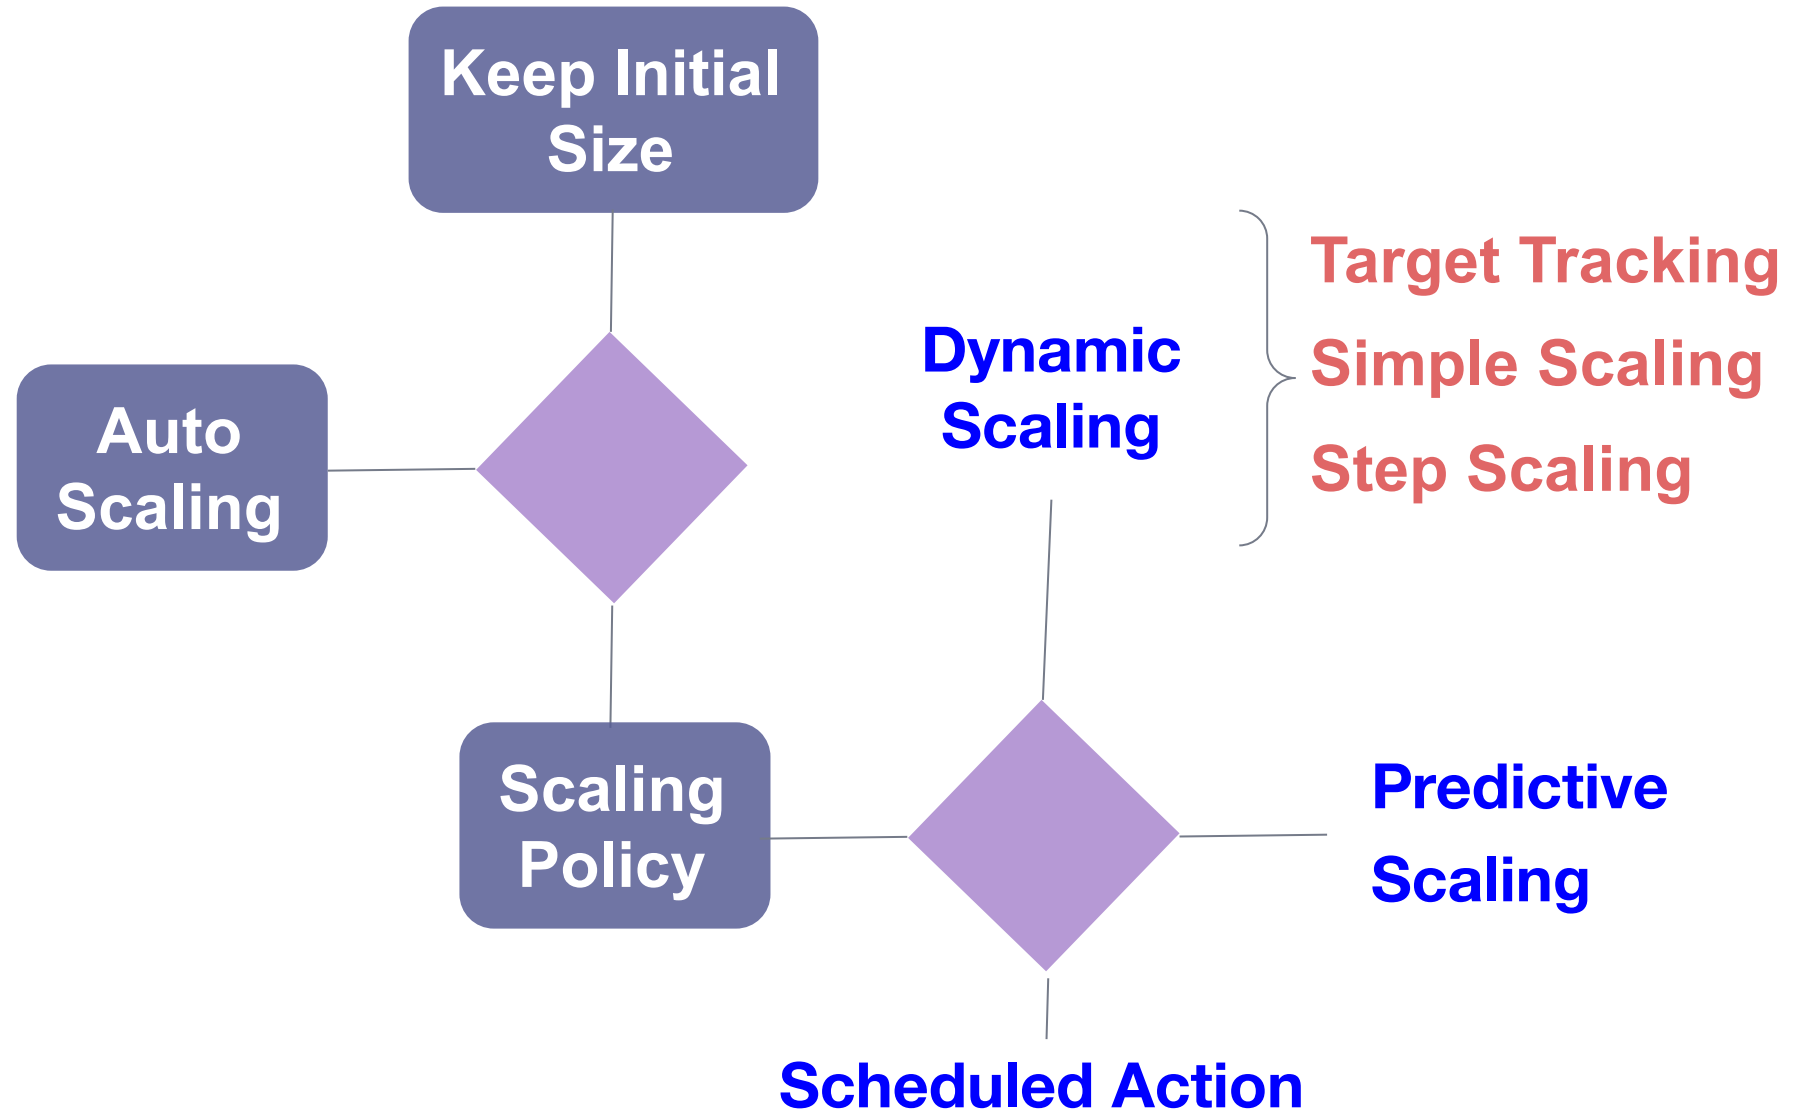 Keep Initial
Size
Auto
Scaling
Dynamic
Scaling
Target Tracking
Simple Scaling
Step Scaling
Scaling
Policy
Predictive
Scaling
Scheduled Action